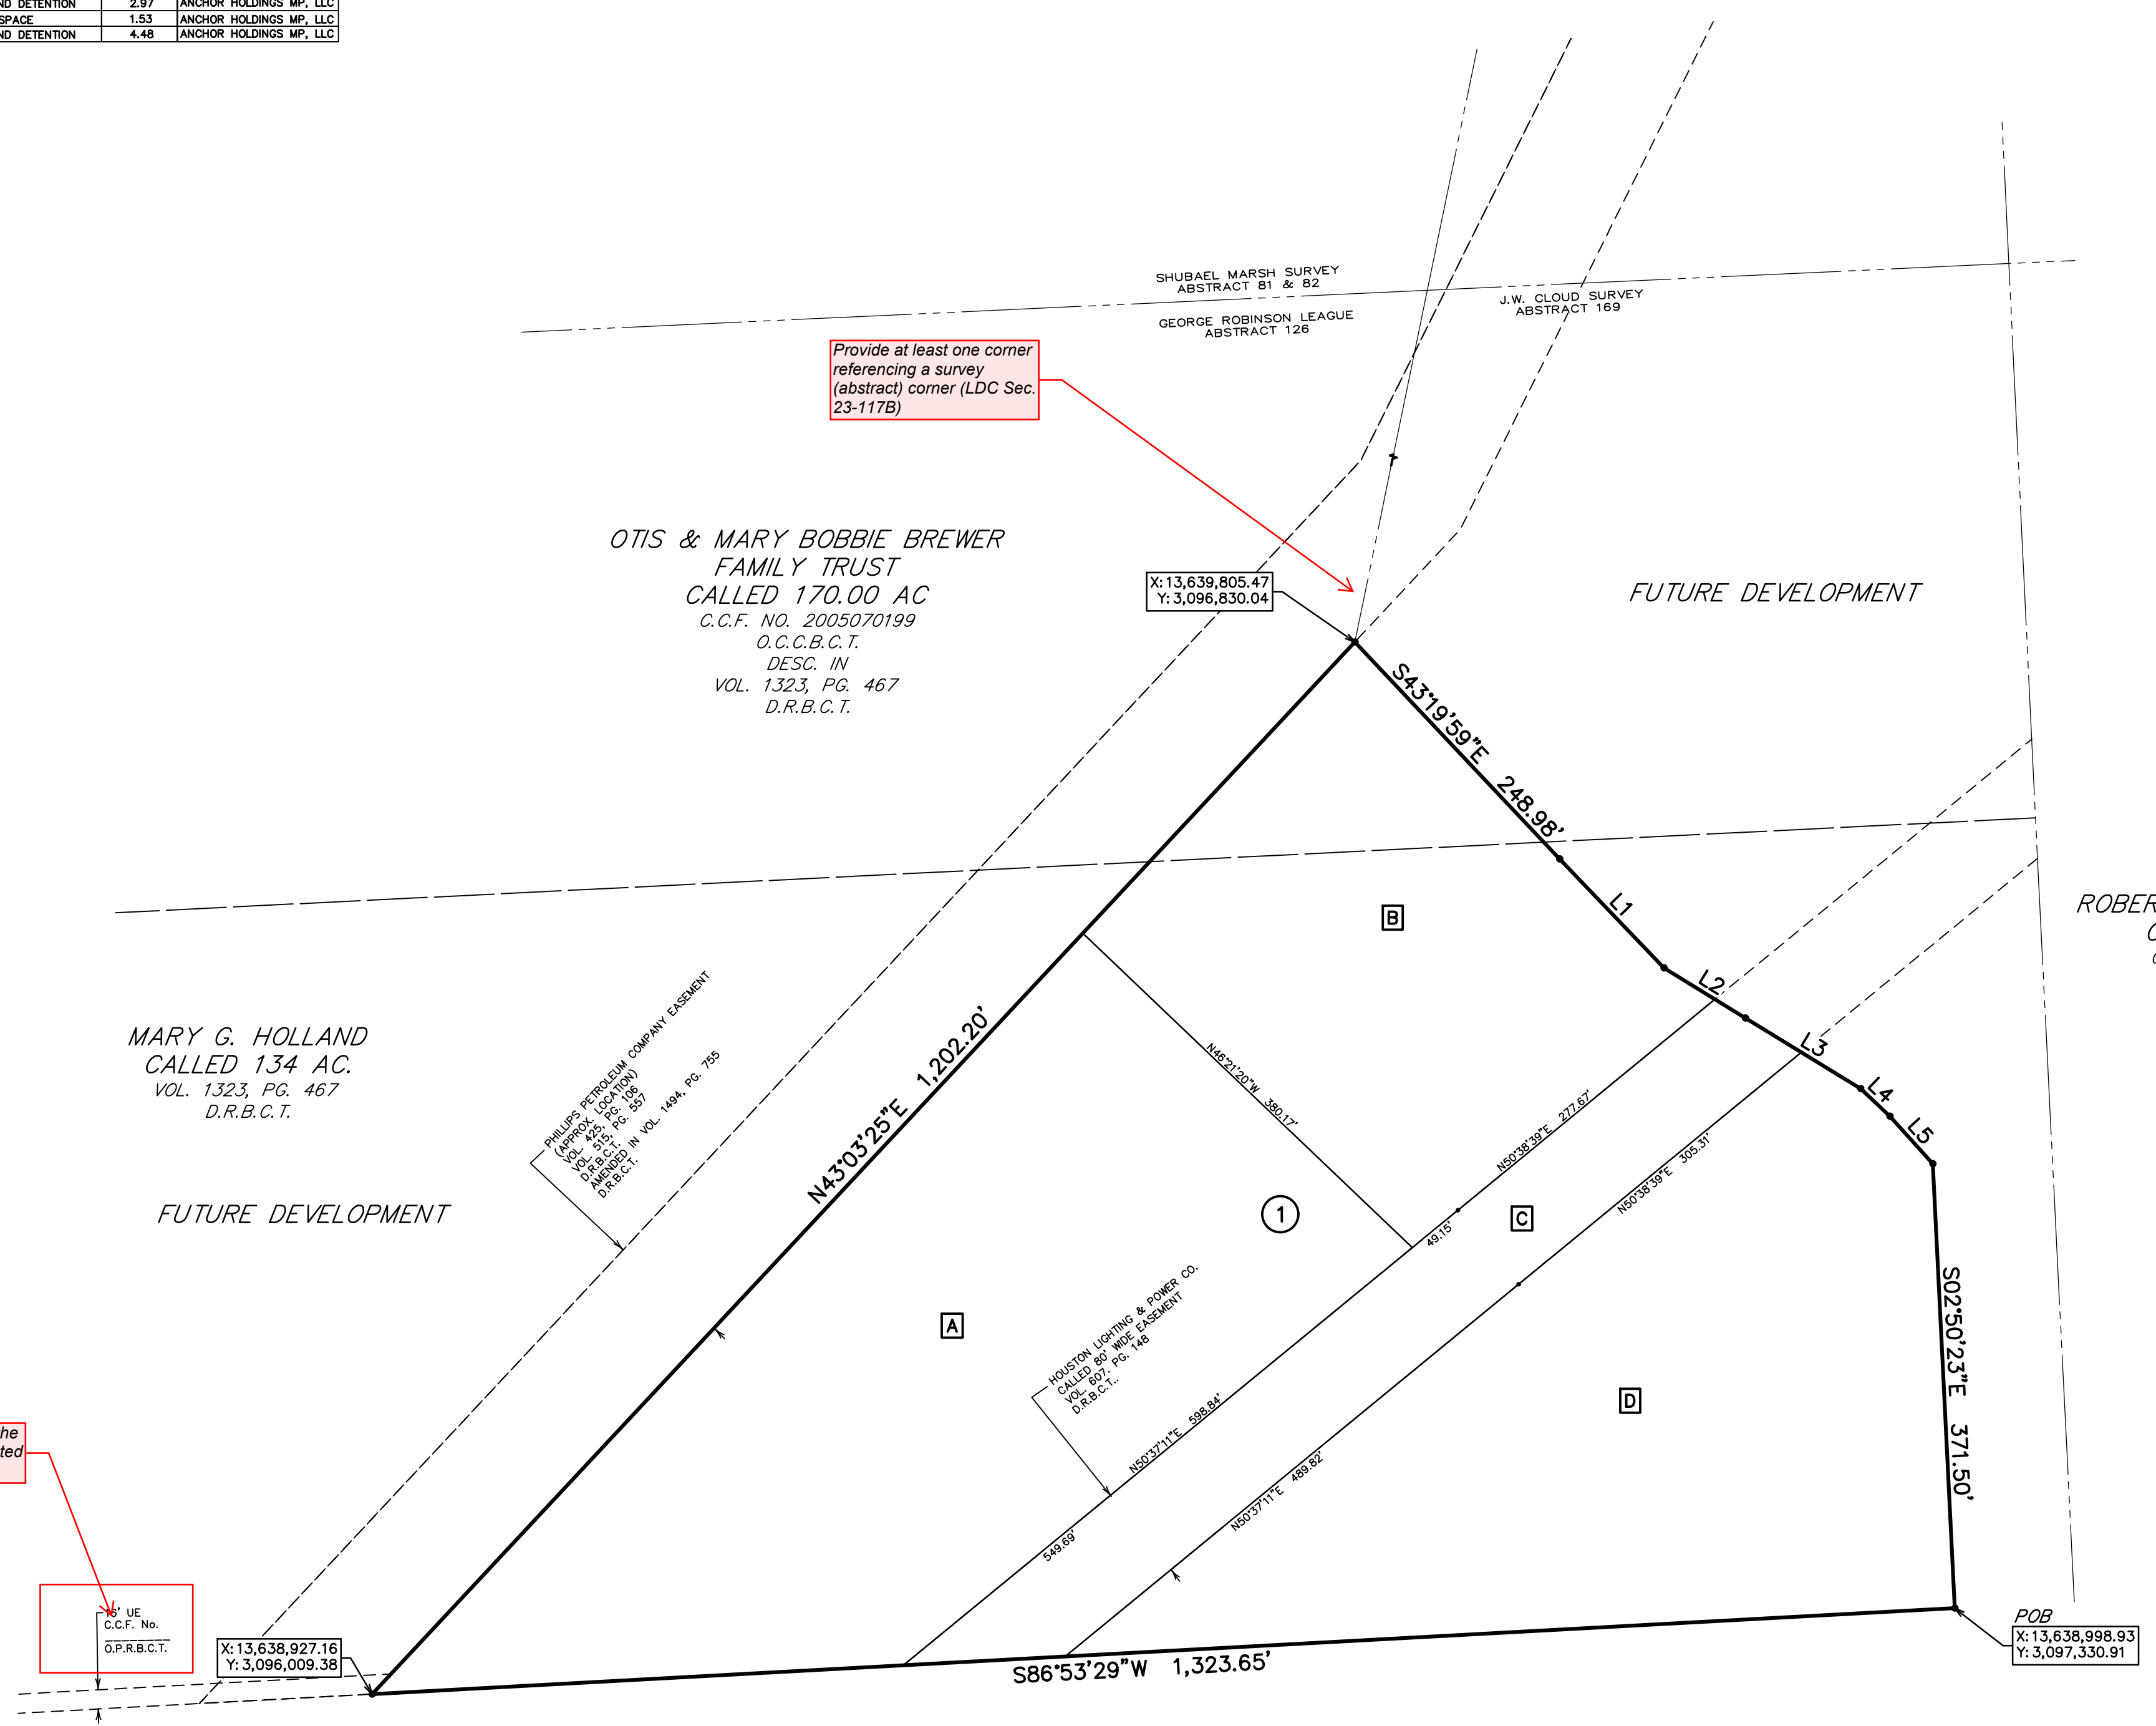 ND DETENTION 2.97 ANCHOR HOLDINGS MP, LLC
SPACE 1.53 ANCHOR HOLDINGS MP, LLC
ND DETENTION 4.48 ANCHOR HOLDINGS MP, LLC
SHUBAEL MARSH SURVEY
ABSTRACT 81 & 82
J.W. CLOUD SURVEY
ABSTRACT 169
GEORGE ROBINSON LEAGUE
ABSTRACT 126
Provide at least one corner
referencing a survey
(abstract) corner (LDC Sec.
23-117B)
OTIS & MARY BOBBIE BREWER
FAMILY TRUST
CALLED 170.00 AC
C.C.F. NO. 2005070199
O.C.C.B.C.T.
DESC. IN
VOL. 1323, PG. 467
D.R.B.C.T.
X: 13,639,805.47
Y: 3,096,830.04
FUTURE DEVELOPMENT
S43°19'59"E 248.98'
L1
L2
L3
L4
L5
ROBER
B
MARY G. HOLLAND
CALLED 134 AC.
VOL. 1323, PG. 467
D.R.B.C.T.
FUTURE DEVELOPMENT
PHILLIPS PETROLEUM COMPANY EASEMENT
(APPROX. LOCATION)
VOL. 425, PG. 106
VOL. 515, PG. 557
D.R.B.C.T.
AMENDED IN VOL. 1494, PG. 755
D.R.B.C.T.
N43°03'25"E 1,202.20'
N46°21'20"W 380.17'
N50°38'39"E 277.67'
N50°38'39"E 305.31'
1
C
49.15'
A
HOUSTON LIGHTING & POWER CO.
CALLED 80' WIDE EASEMENT
VOL. 607, PG. 148
D.R.B.C.T..
N50°37'11"E 598.84'
N50°37'11"E 489.82'
549.69'
D
S02°50'23"E 371.50'
he
ted
16' UE
C.C.F. No.
O.P.R.B.C.T.
X: 13,638,927.16
Y: 3,096,009.38
S86°53'29"W 1,323.65'
POB
X: 13,638,998.93
Y: 3,097,330.91